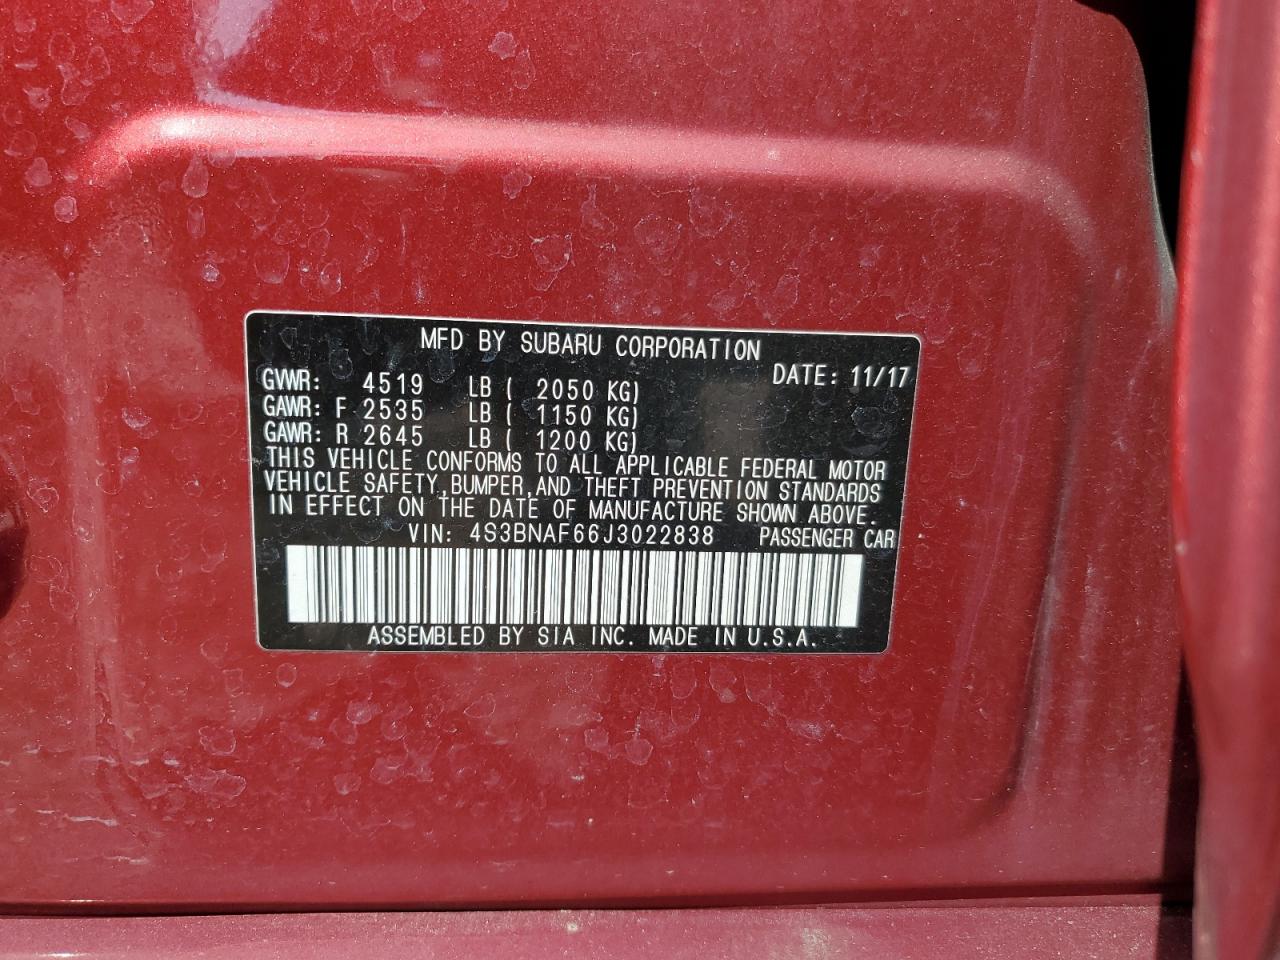 MFD BY SUBARU CORPORATION
DATE: 11/17
GVWR: 4519 LB ( 2050 KG)
GAWR: F 2535 LB ( 1150 KG)
GAWR: R 2645 LB ( 1200 KG)
THIS VEHICLE CONFORMS TO ALL APPLICABLE FEDERAL MOTOR
VEHICLE SAFETY, BUMPER, AND THEFT PREVENTION STANDARDS
IN EFFECT ON THE DATE OF MANUFACTURE SHOWN ABOVE.
VIN: 4S3BNAF66J3022838 PASSENGER CAR
ASSEMBLED BY SIA INC. MADE IN U.S.A.